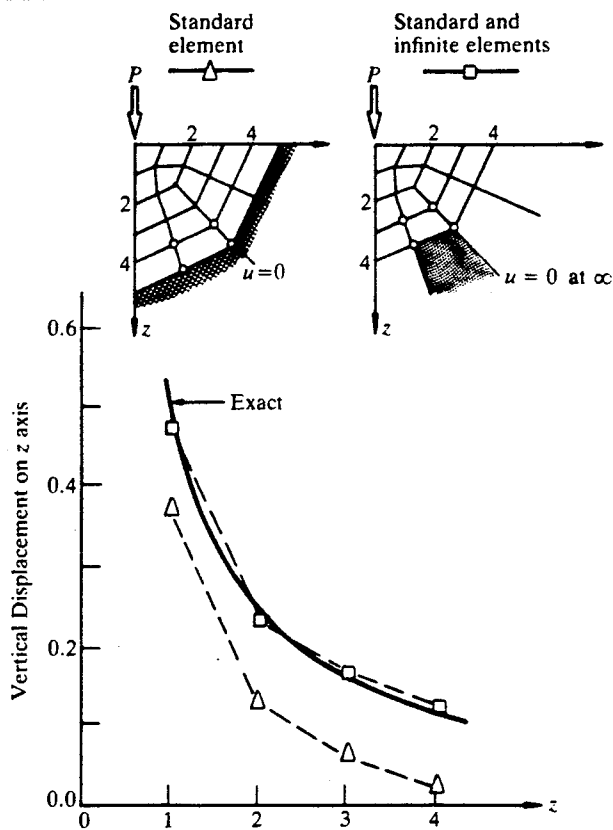 Standard
element
Standard and
infinite elements
P
P
2
4
2
4
2
4
u=0
z
2
4
u = 0 at ∞
z
0.6
Exact
0.4
Vertical Displacement on z axis
0.2
0.0
0
1
2
3
4
z